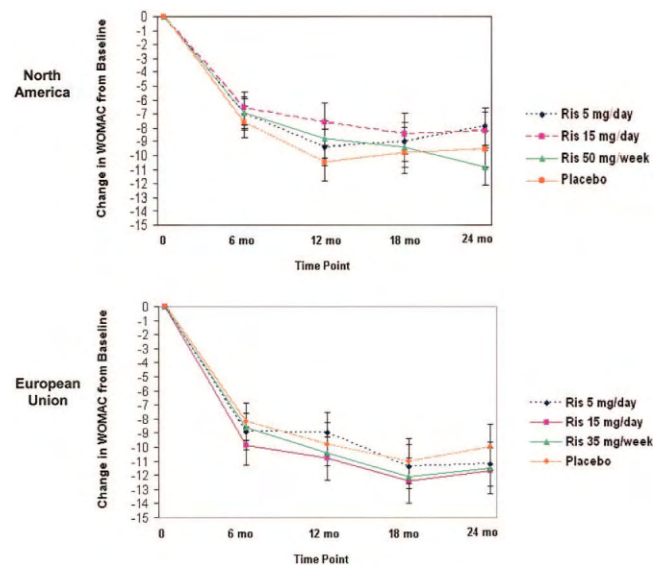 North
America
Change in WOMAC from Baseline
0
-1
-2
-3
-4
-5
-6
-7
-8
-9
-10
-11
-12
-13
-14
-15
0 6 mo 12 mo 18 mo 24 mo
Time Point
Ris 5 mg/day
Ris 15 mg/day
Ris 50 mg/week
Placebo
European
Union
Change in WOMAC from Baseline
0
-1
-2
-3
-4
-5
-6
-7
-8
-9
-10
-11
-12
-13
-14
-15
0 6 mo 12 mo 18 mo 24 mo
Time Point
Ris 5 mg/day
Ris 15 mg/day
Ris 35 mg/week
Placebo